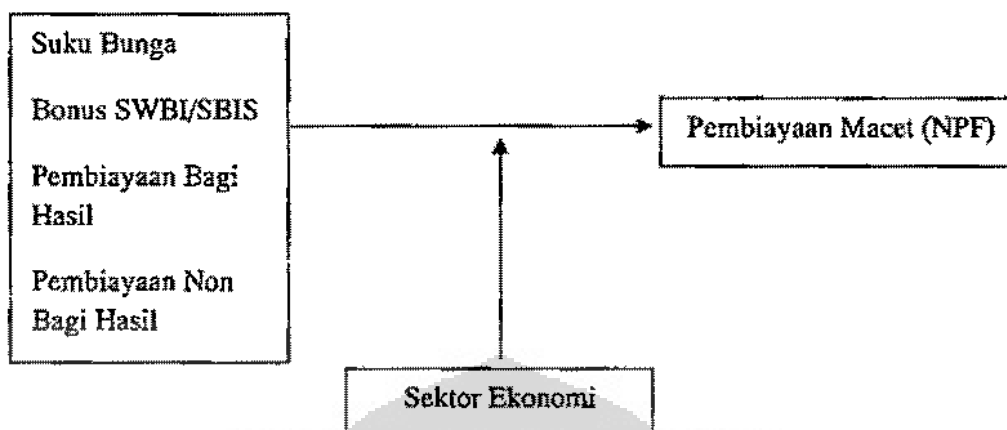 Suku Bunga
Bonus SWBI/SBIS
Pembiayaan Bagi
Hasil
Pembiayaan Non
Bagi Hasil
Pembiayaan Macet (NPF)
Sektor Ekonomi